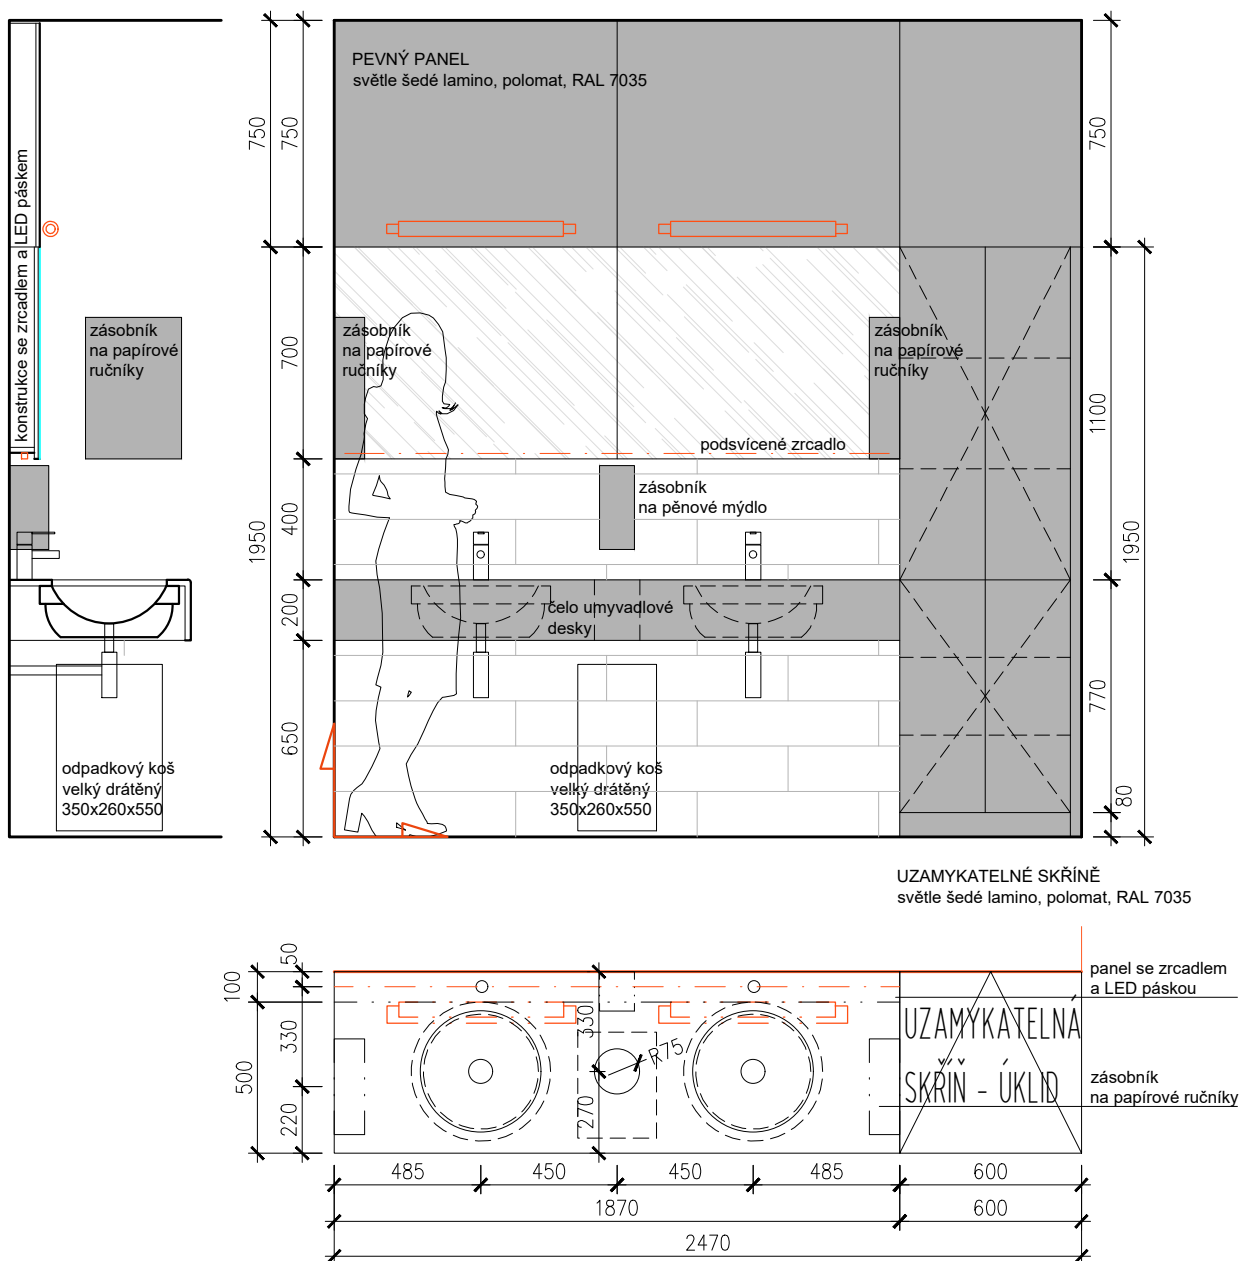 PEVNÝ PANEL
světle šedé lamino, polomat, RAL 7035
konstrukce se zrcadlem a LED páskem
750
750
750
zásobník
na papírové
ručníky
zásobník
na papírové
ručníky
zásobník
na papírové
ručníky
700
1100
podsvícené zrcadlo
zásobník
na pěnové mýdlo
400
1950
1950
200
čelo umyvadlové
desky
770
650
odpadkový koš
velký drátěný
350x260x550
odpadkový koš
velký drátěný
350x260x550
80
UZAMYKATELNÉ SKŘÍNĚ
světle šedé lamino, polomat, RAL 7035
50
100
330
500
220
330
270
R75
panel se zrcadlem
a LED páskou
UZAMYKATELNÁ
SKŘÍŇ - ÚKLID
zásobník
na papírové ručníky
485
450
450
485
600
1870
600
2470